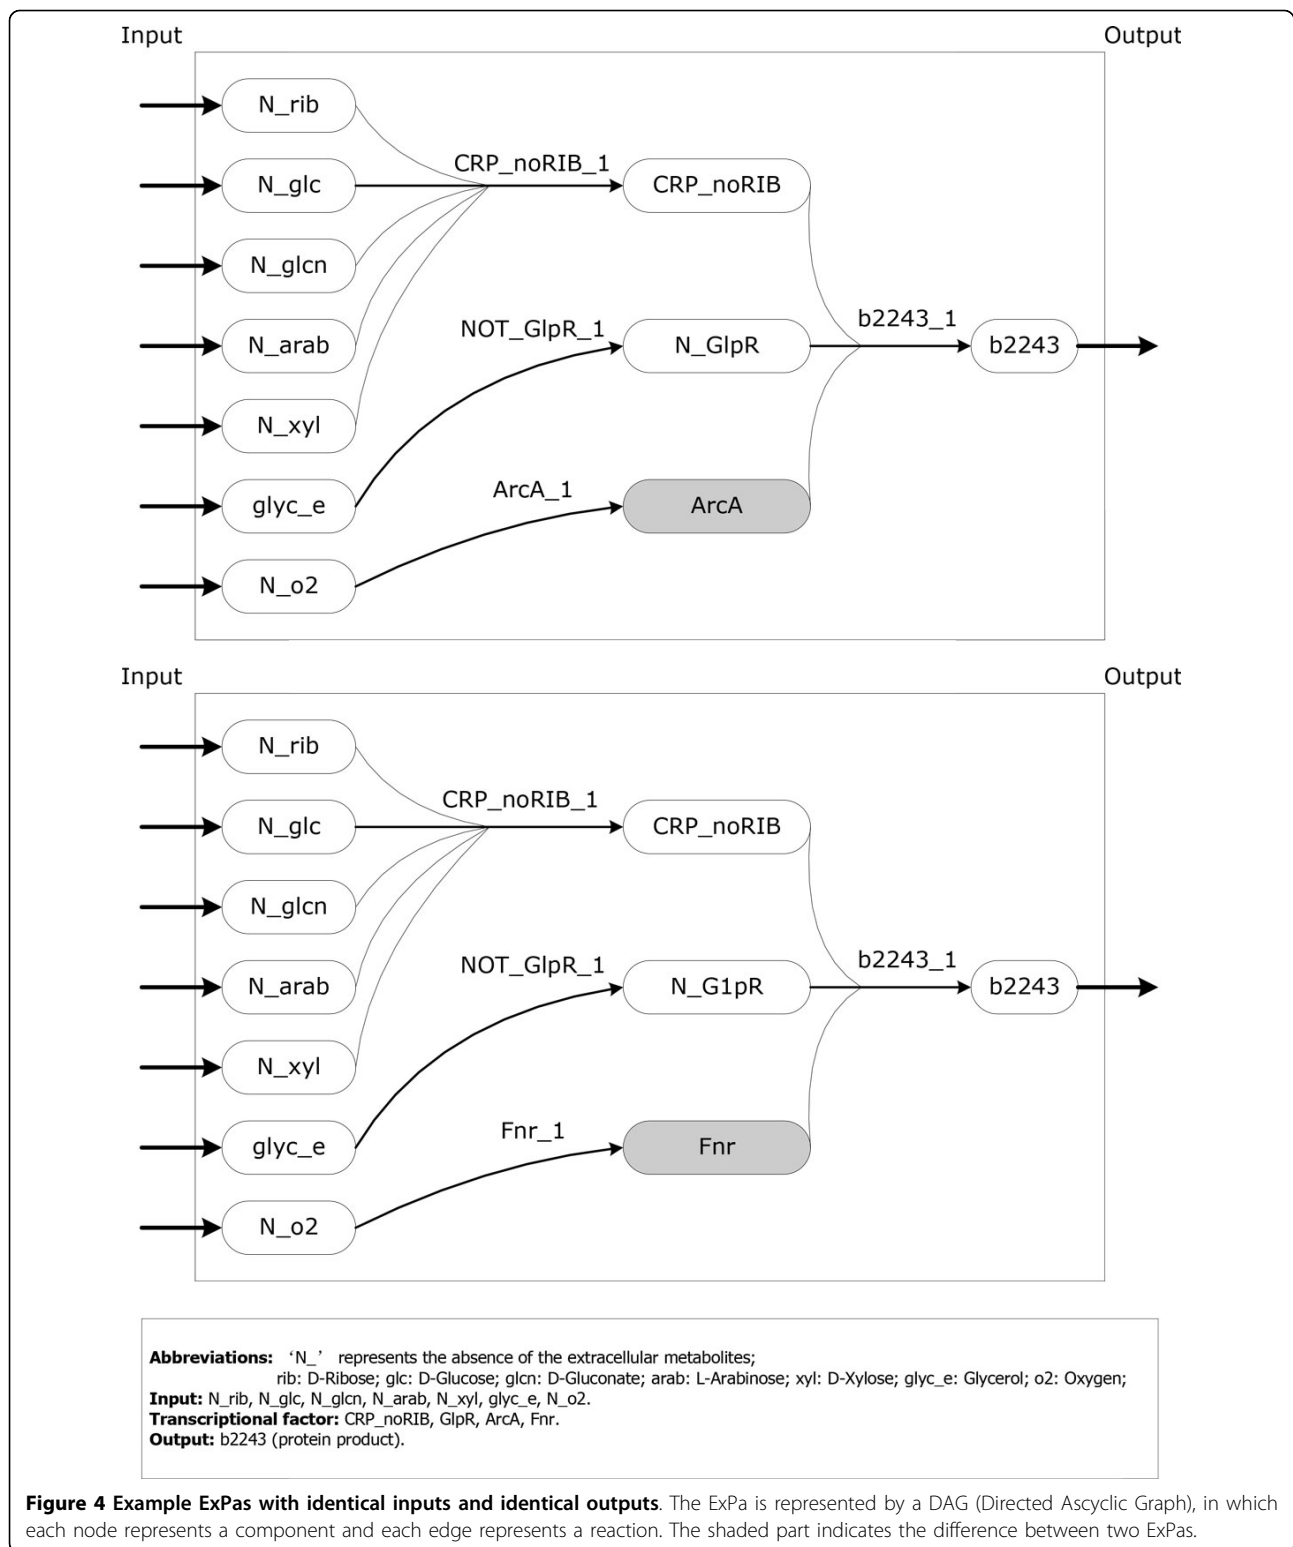 Input
Output
N_rib
CRP_noRIB_1
N_glc
CRP_noRIB
N_glcn
NOT_GlpR_1
b2243_1
N_arab
N_GlpR
b2243
N_xyl
ArcA_1
glyc_e
ArcA
N_o2
Input
Output
N_rib
CRP_noRIB_1
N_glc
CRP_noRIB
N_glcn
NOT_GlpR_1
b2243_1
N_arab
N_G1pR
b2243
N_xyl
Fnr_1
glyc_e
Fnr
N_o2
Abbreviations: ‘N_’ represents the absence of the extracellular metabolites;
rib: D-Ribose; glc: D-Glucose; glcn: D-Gluconate; arab: L-Arabinose; xyl: D-Xylose; glyc_e: Glycerol; o2: Oxygen;
Input: N_rib, N_glc, N_glcn, N_arab, N_xyl, glyc_e, N_o2.
Transcriptional factor: CRP_noRIB, GlpR, ArcA, Fnr.
Output: b2243 (protein product).
Figure 4 Example ExPas with identical inputs and identical outputs. The ExPa is represented by a DAG (Directed Ascyclic Graph), in which
each node represents a component and each edge represents a reaction. The shaded part indicates the difference between two ExPas.